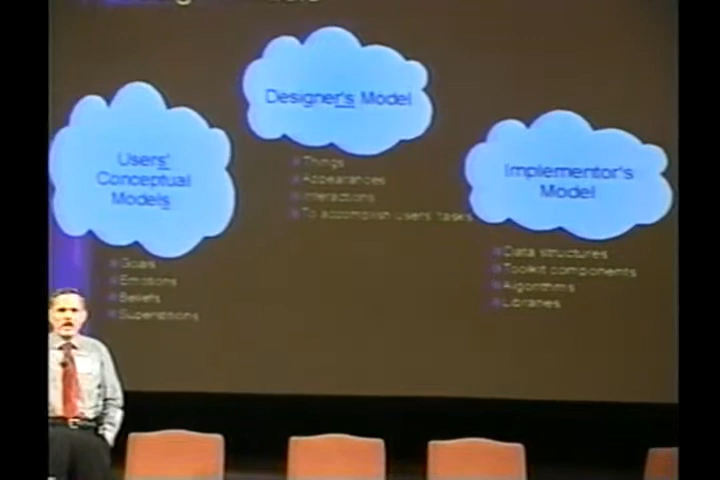 Users'
Conceptual
Models
Goals
Emotions
Beliefs
Superstitions
Designer's Model
Things
Appearances
Interactions
To accomplish users' tasks
Implementor's
Model
Data structures
Toolkit components
Algorithms
Libraries